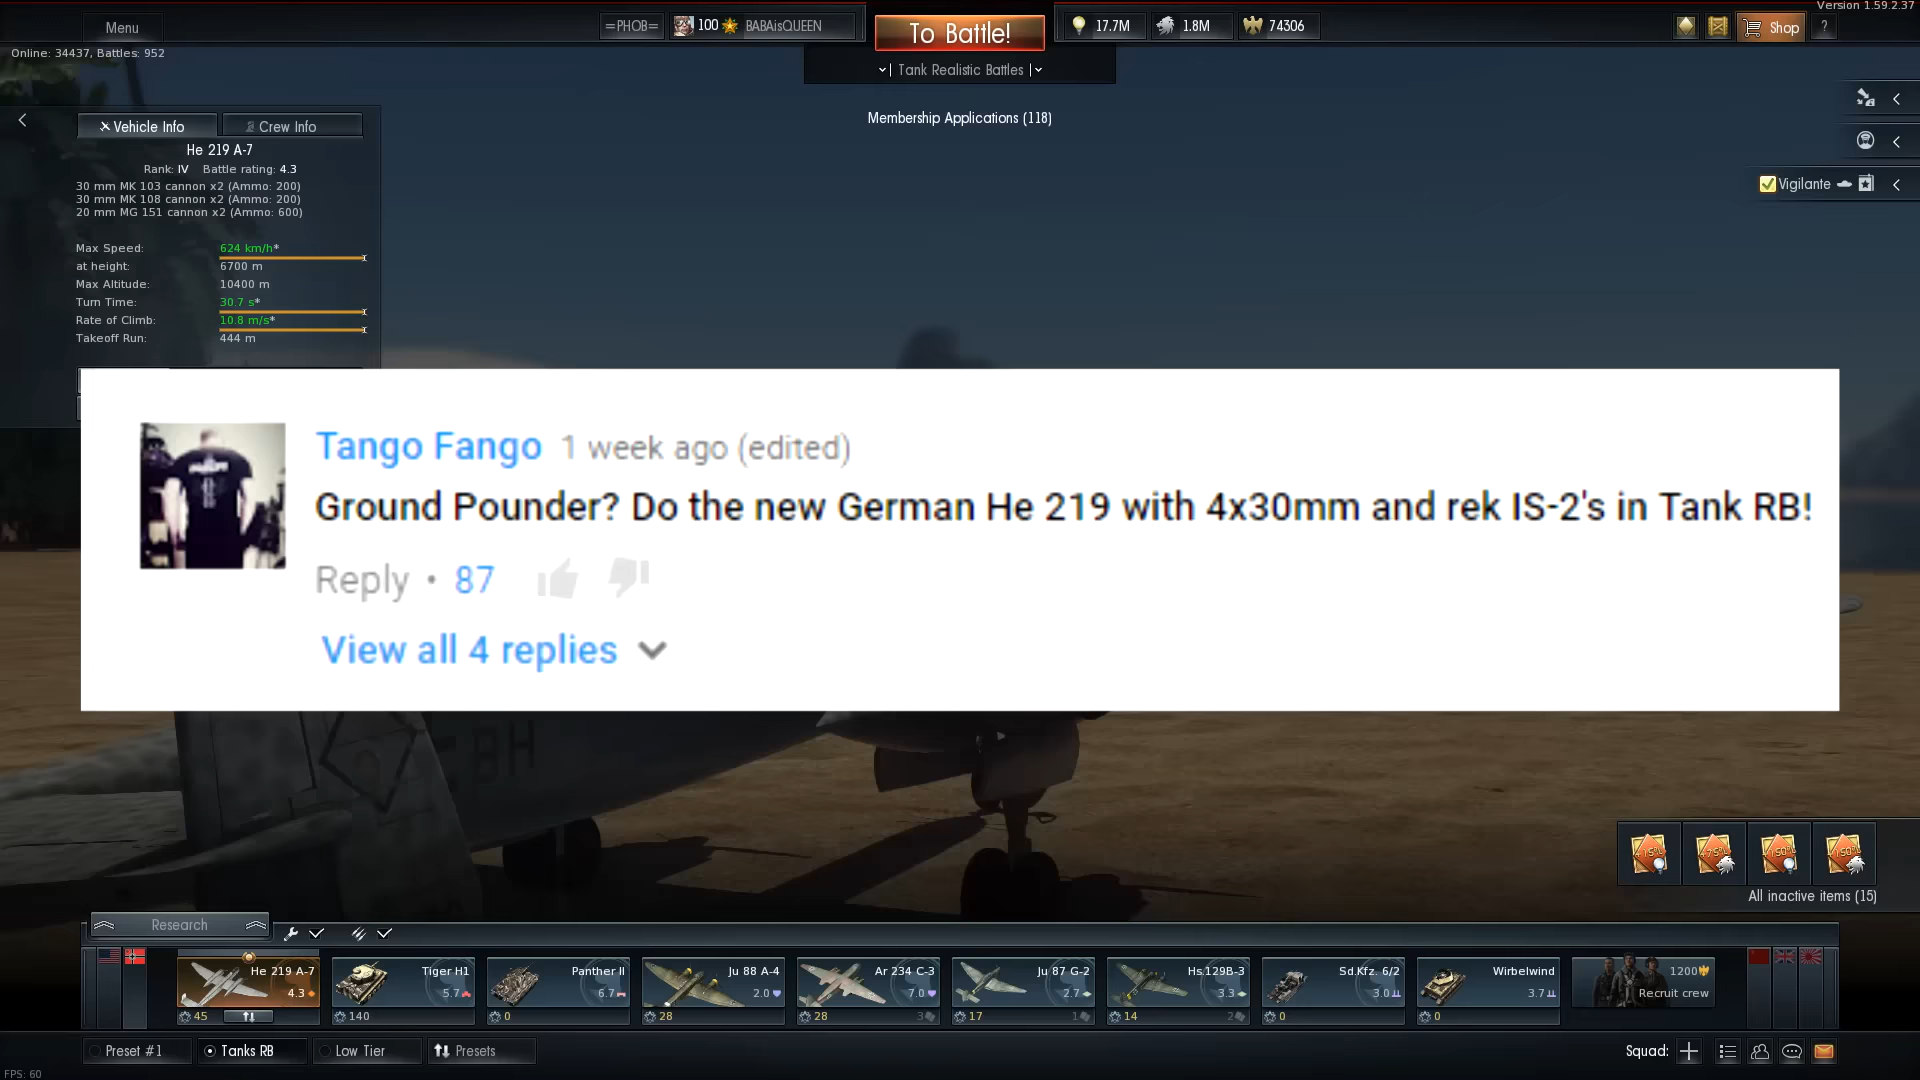 Version 1.59.2.37
Menu
=PHOB= 100 BABAisQUEEN
To Battle!
17.7M 1.8M 74306
Shop ?
Online: 34437, Battles: 952
Tank Realistic Battles
Membership Applications (118)
Vehicle Info Crew Info
He 219 A-7
Rank: IV Battle rating: 4.3
30 mm MK 103 cannon x2 (Ammo: 200)
30 mm MK 108 cannon x2 (Ammo: 200)
20 mm MG 151 cannon x2 (Ammo: 600)
Max Speed: 624 km/h*
at height: 6700 m
Max Altitude: 10400 m
Turn Time: 30.7 s*
Rate of Climb: 10.8 m/s*
Takeoff Run: 444 m
Vigilante
Tango Fango 1 week ago (edited)
Ground Pounder? Do the new German He 219 with 4x30mm and rek IS-2's in Tank RB!
Reply • 87
View all 4 replies
BH
All inactive items (15)
Research
He 219 A-7 Tiger H1 Panther II Ju 88 A-4 Ar 234 C-3 Ju 87 G-2 Hs 129B-3 Sd.Kfz. 6/2 Wirbelwind 1200
4.3 5.7 6.7 2.0 7.0 2.7 3.3 3.0 3.7 Recruit crew
45 140 0 28 28 3 17 1 14 2 0 0
Preset #1 Tanks RB Low Tier Presets
Squad:
FPS: 60